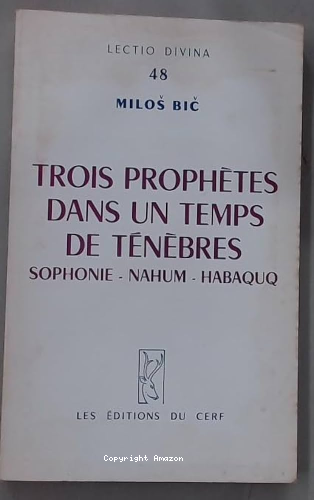 LECTIO DIVINA
48
MILOŠ BIČ
TROIS PROPHÈTES
DANS UN TEMPS
DE TÉNÈBRES
SOPHONIE - NAHUM - HABAQUQ
LES ÉDITIONS DU CERF
Copyright Amazon